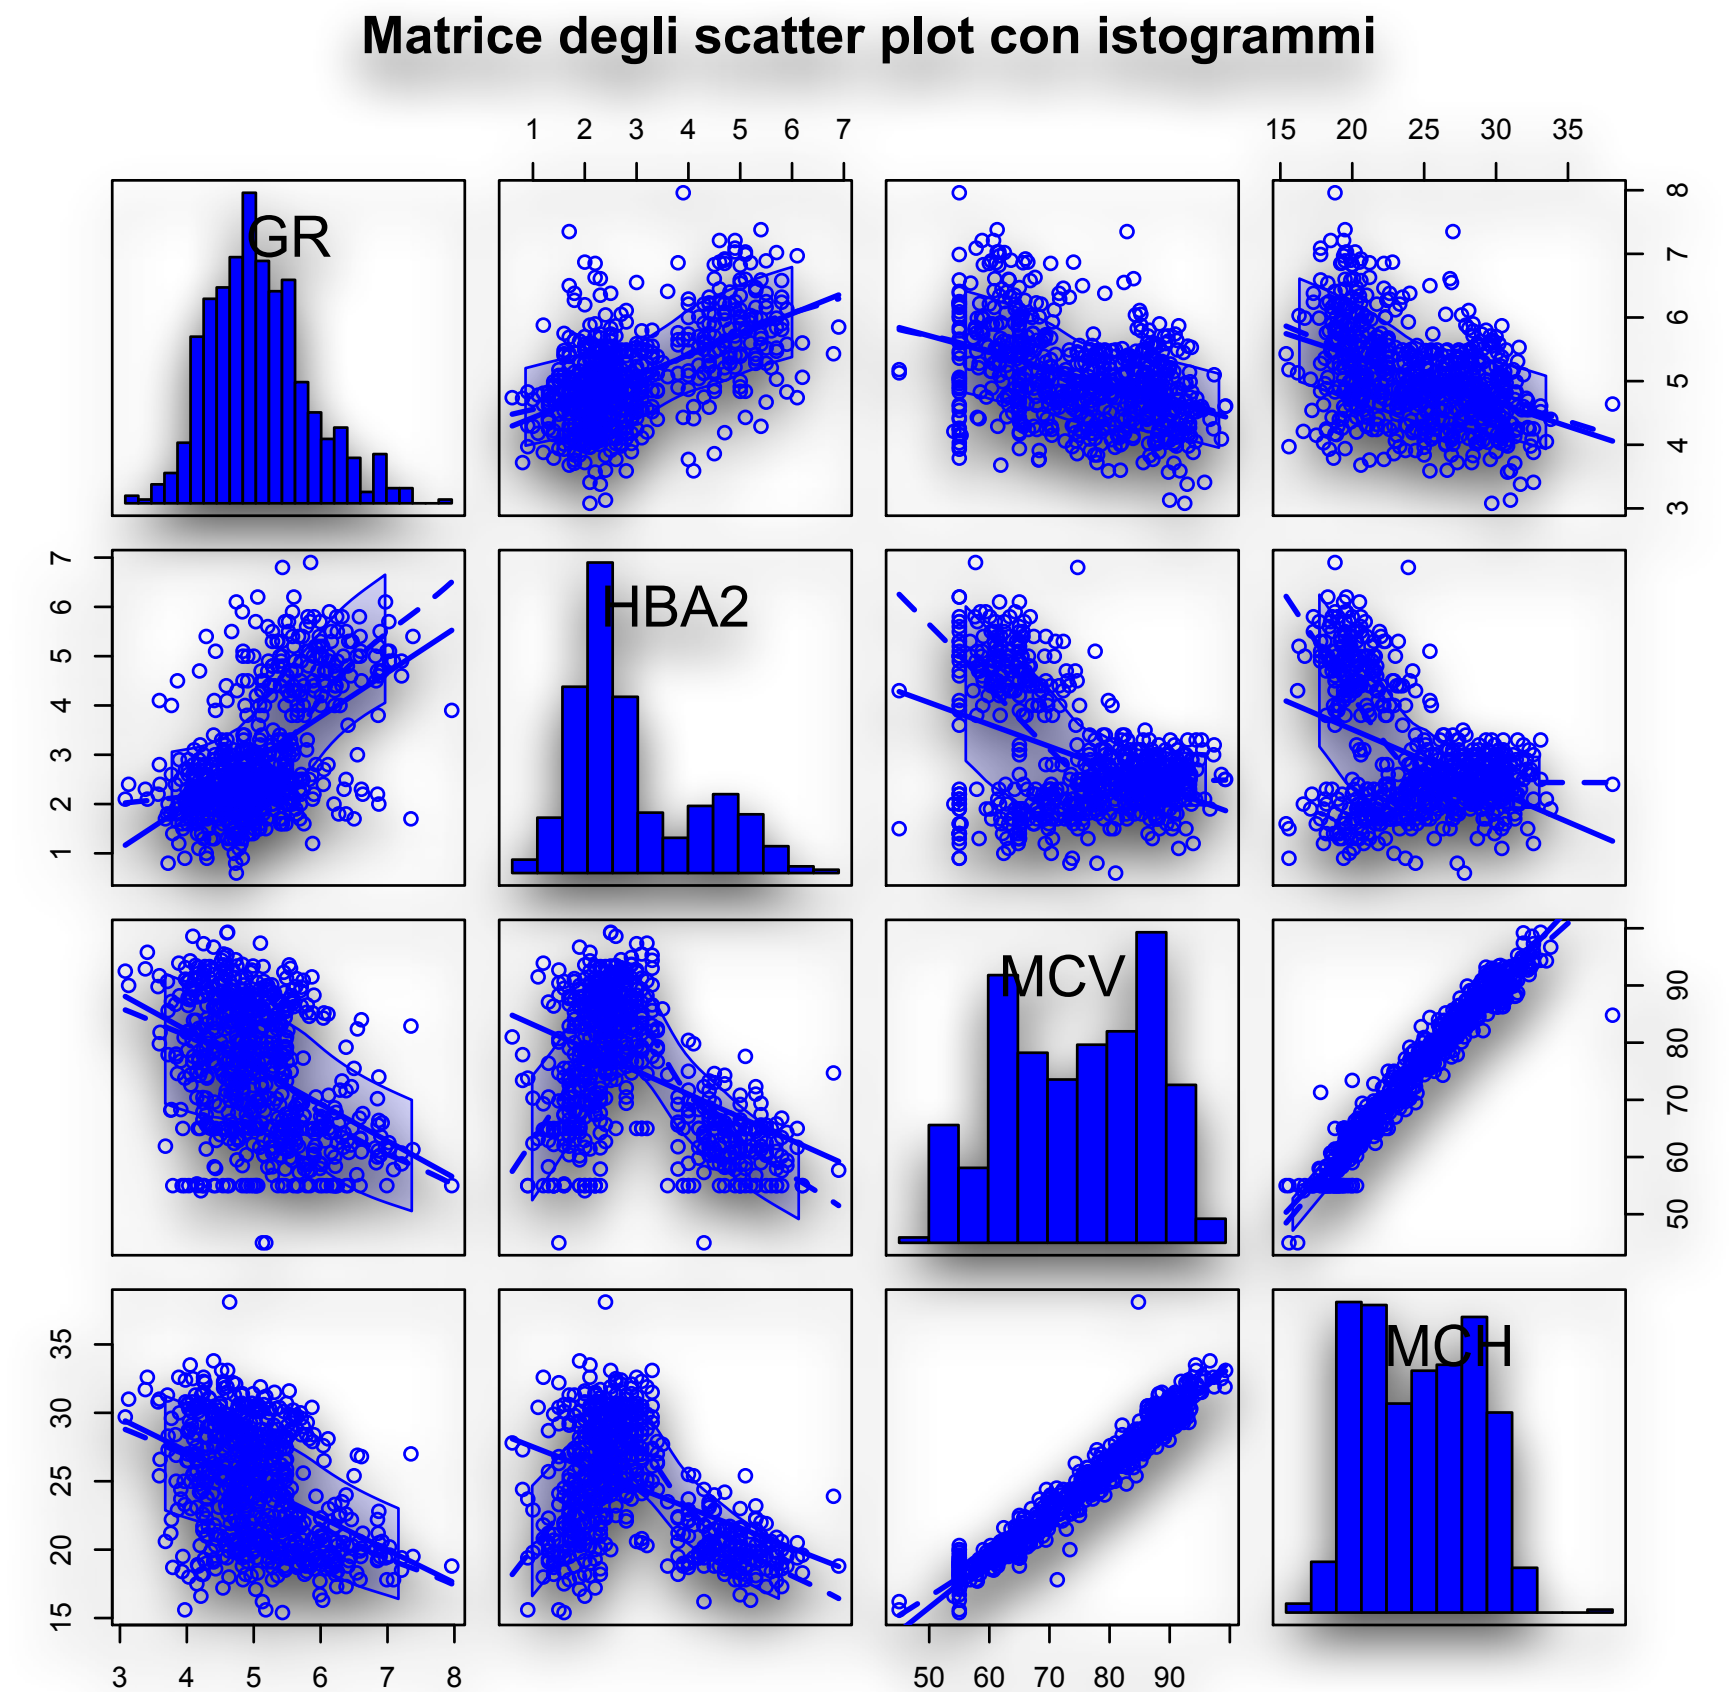 Matrice degli scatter plot con istogrammi
1 2 3 4 5 6 7
15 20 25 30 35
GR
3 4 5 6 7 8
HBA2
1 2 3 4 5 6 7
MCV
50 60 70 80 90
MCH
15 20 25 30 35
3 4 5 6 7 8
50 60 70 80 90